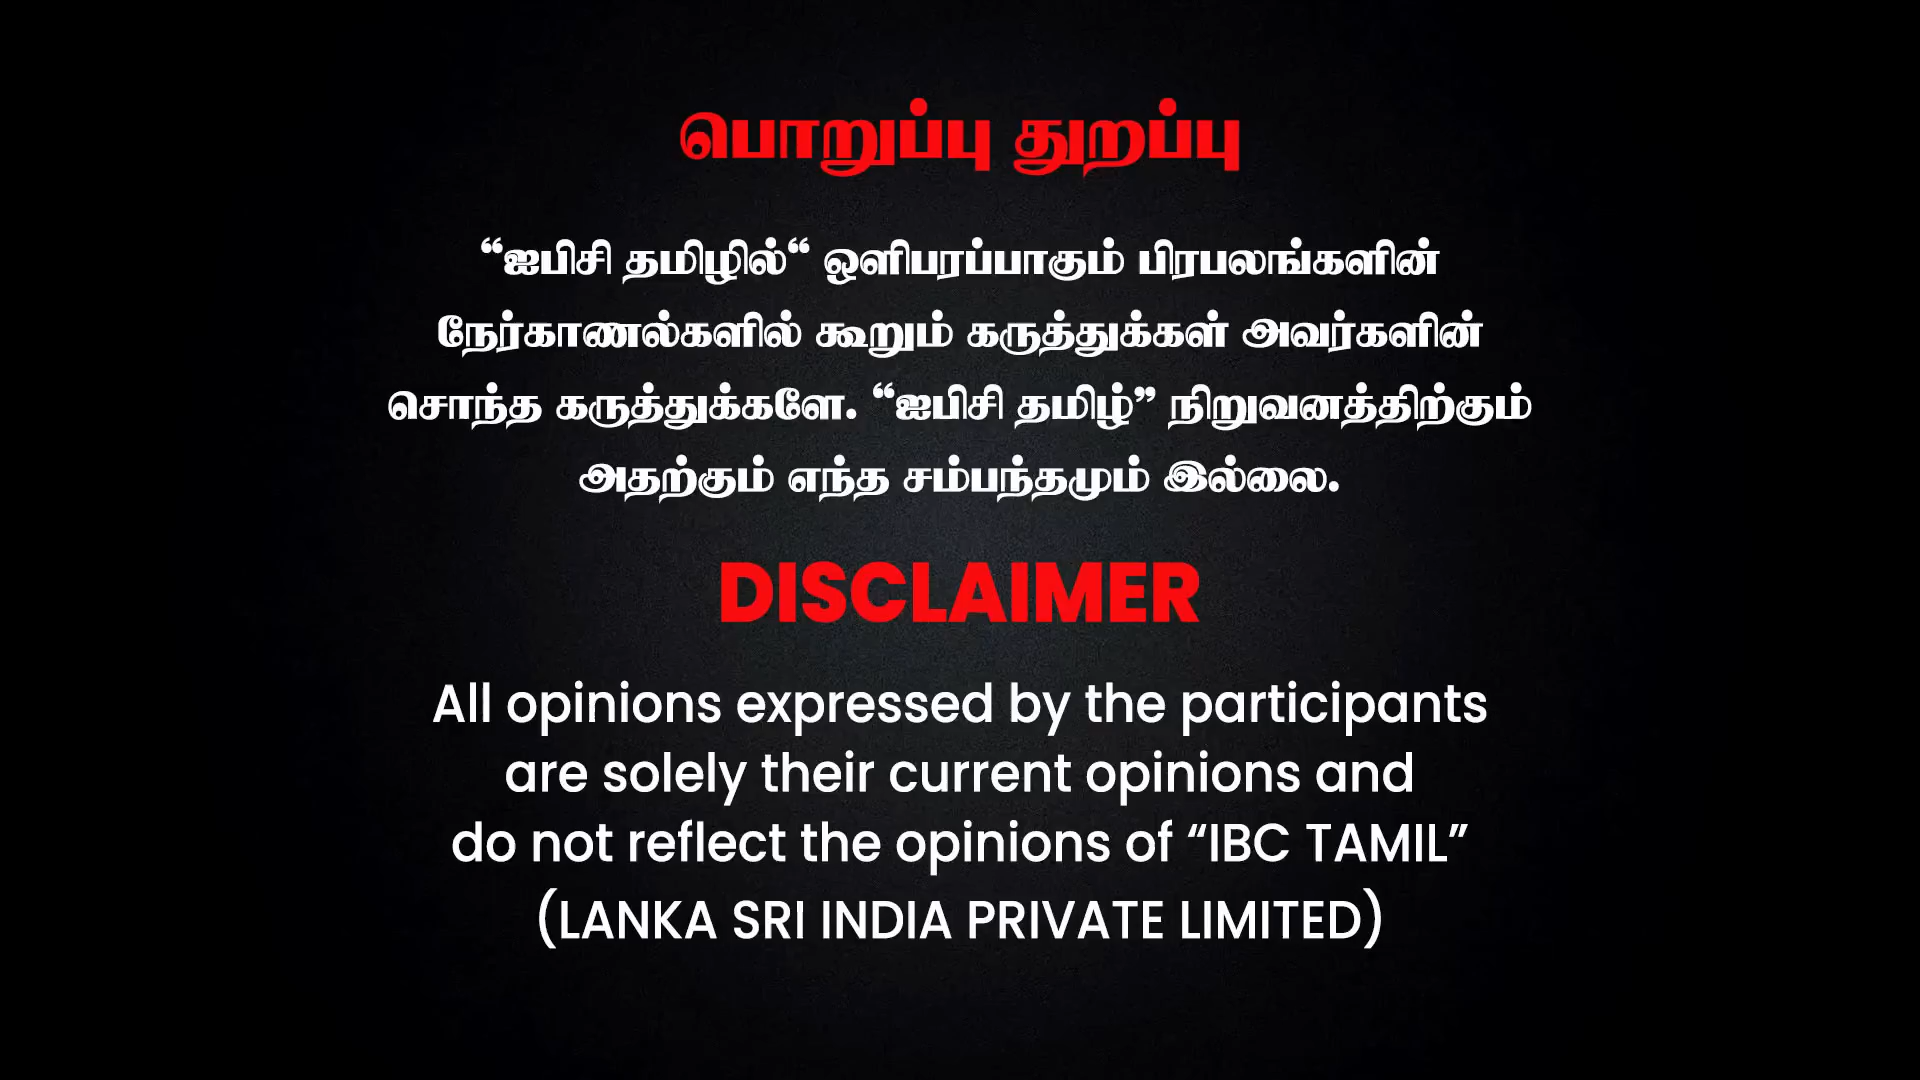 பொறுப்பு துறப்பு
“ஐபிசி தமிழில்“ ஒளிபரப்பாகும் பிரபலங்களின்
நேர்காணல்களில் கூறும் கருத்துக்கள் அவர்களின்
சொந்த கருத்துக்களே. “ஐபிசி தமிழ்” நிறுவனத்திற்கும்
அதற்கும் எந்த சம்பந்தமும் இல்லை.
DISCLAIMER
All opinions expressed by the participants
are solely their current opinions and
do not reflect the opinions of “IBC TAMIL”
(LANKA SRI INDIA PRIVATE LIMITED)